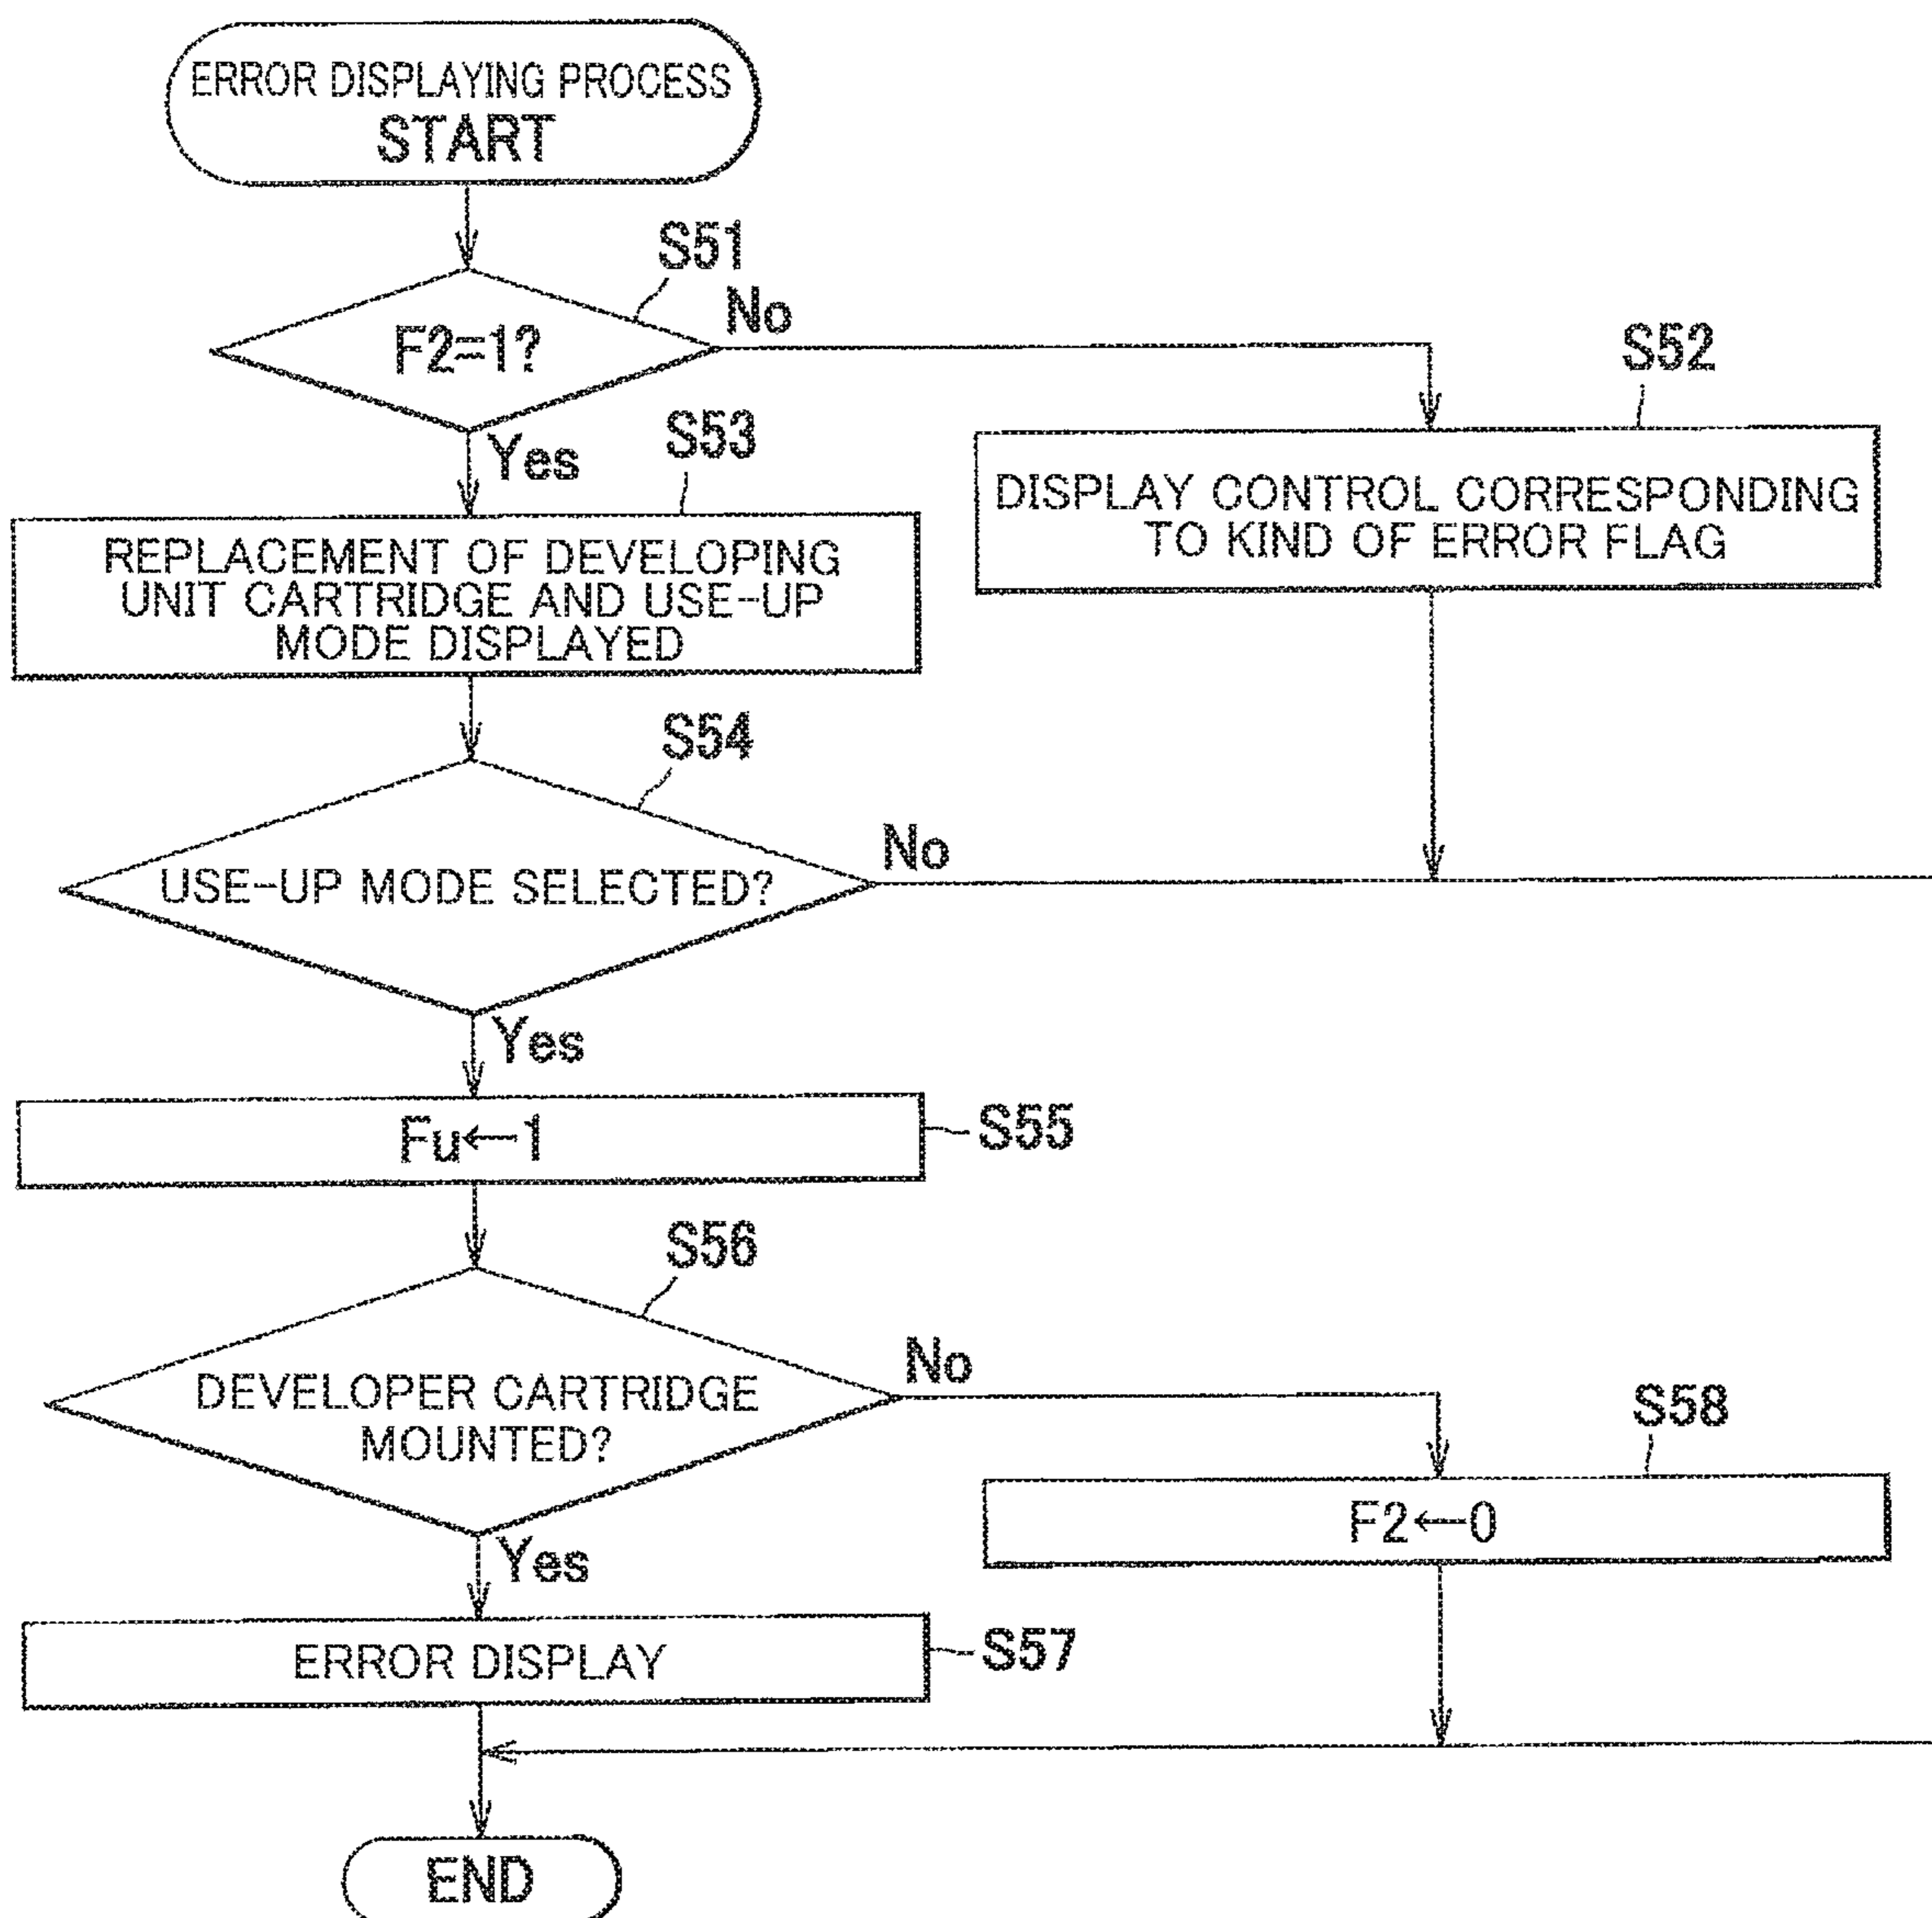 ERROR DISPLAYING PROCESS
START
S51
F2=1?
No
S52
Yes
S53
DISPLAY CONTROL CORRESPONDING
TO KIND OF ERROR FLAG
REPLACEMENT OF DEVELOPING
UNIT CARTRIDGE AND USE-UP
MODE DISPLAYED
S54
USE-UP MODE SELECTED?
No
Yes
Fu←1
S55
S56
DEVELOPER CARTRIDGE
MOUNTED?
No
S58
F2←0
Yes
ERROR DISPLAY
S57
END